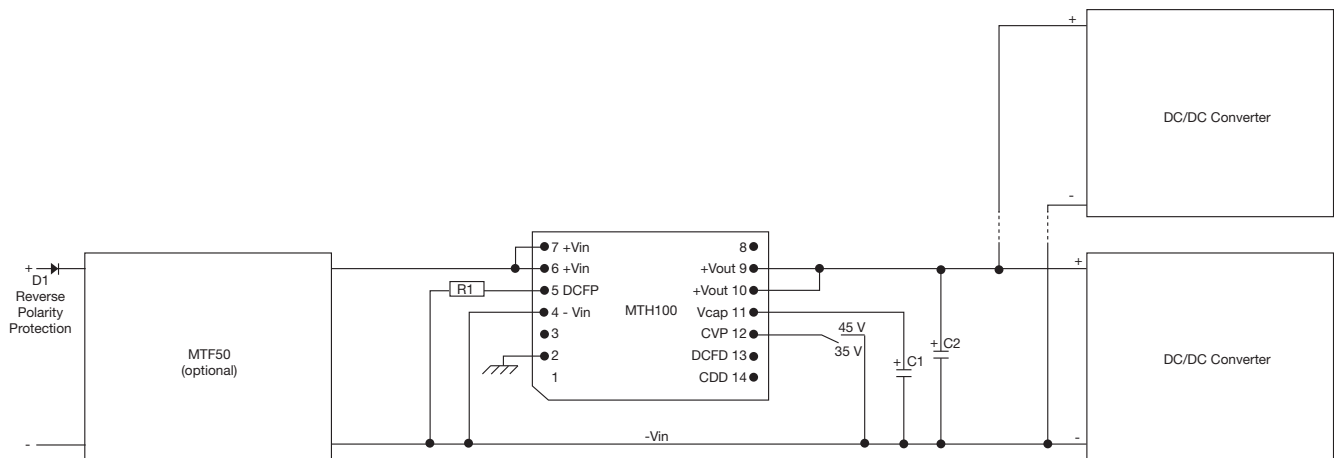 +
DC/DC Converter
-
+
D1
Reverse
Polarity
Protection
-
MTF50
(optional)
R1
7 +Vin
6 +Vin
5 DCFP
4 - Vin
3
2
1
MTH100
8
+Vout 9
+Vout 10
Vcap 11
CVP 12
DCFD 13
CDD 14
45 V
35 V
+ C1
+ C2
-Vin
+
DC/DC Converter
-